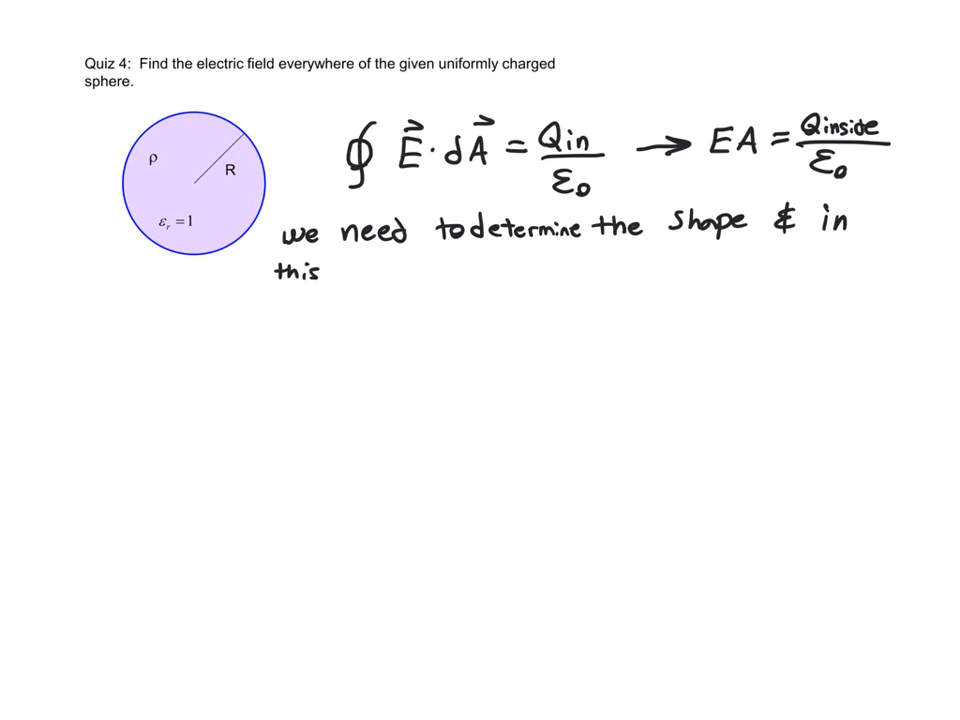 Quiz 4: Find the electric field everywhere of the given uniformly charged
sphere.
∮ E⃗ · dA⃗ = Qin/ε₀ → EA = Qinside/ε₀
ρ
R
εᵣ = 1
we need to determine the shape & in
this